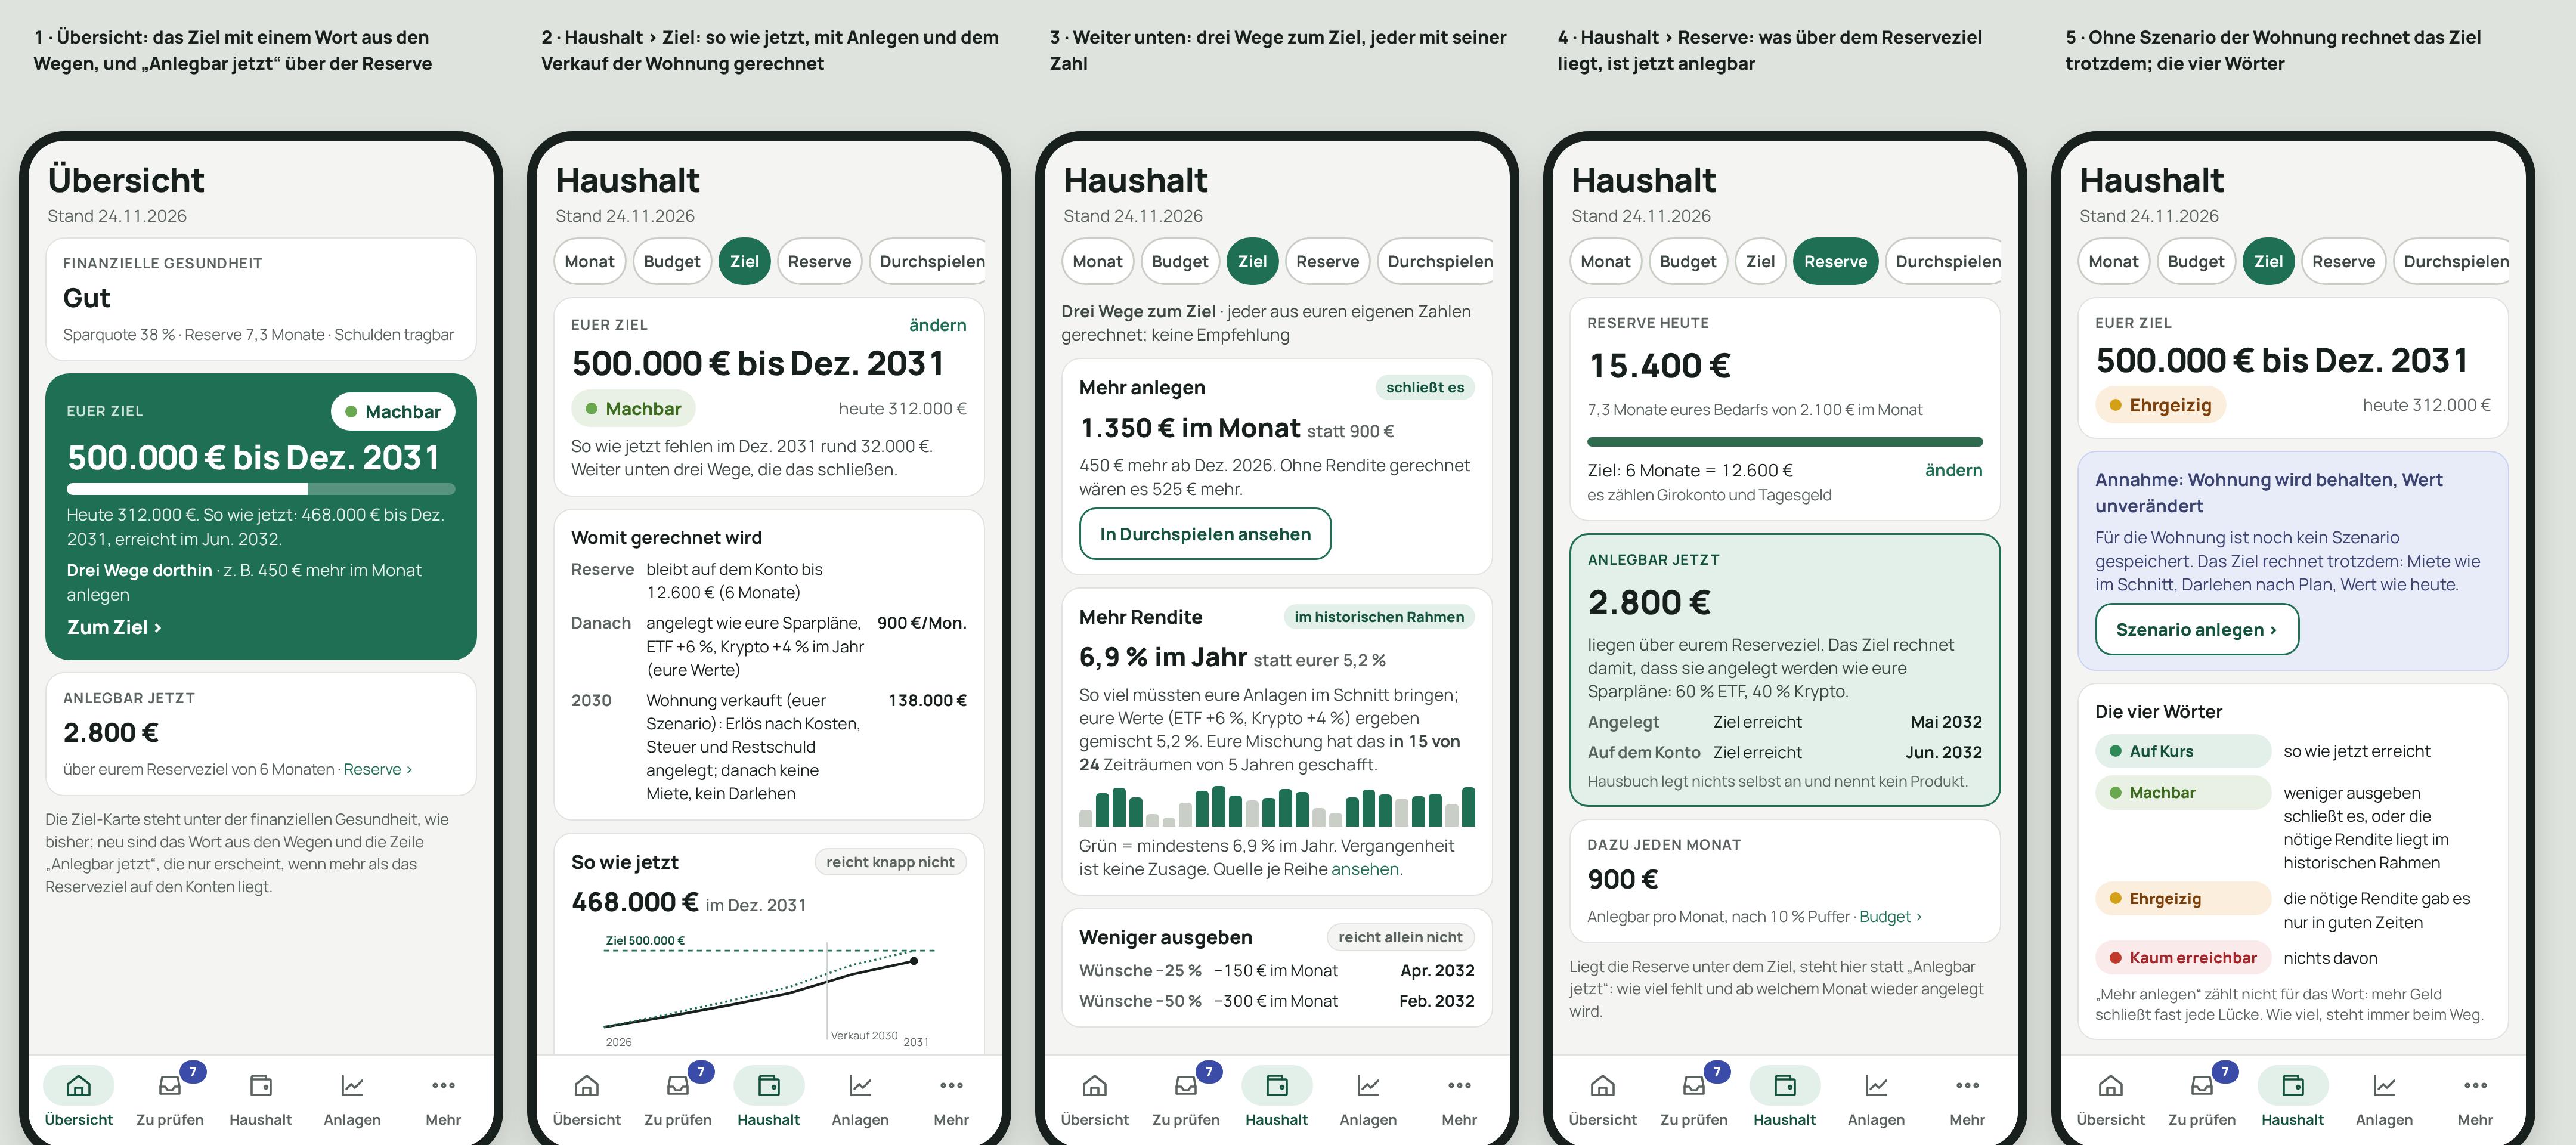 1 · Übersicht: das Ziel mit einem Wort aus den
Wegen, und „Anlegbar jetzt“ über der Reserve
Übersicht
Stand 24.11.2026
FINANZIELLE GESUNDHEIT
Gut
Sparquote 38 % · Reserve 7,3 Monate · Schulden tragbar
EUER ZIEL
Machbar
500.000 € bis Dez. 2031
Heute 312.000 €. So wie jetzt: 468.000 € bis Dez.
2031, erreicht im Jun. 2032.
Drei Wege dorthin · z. B. 450 € mehr im Monat
anlegen
Zum Ziel ›
ANLEGBAR JETZT
2.800 €
über eurem Reserveziel von 6 Monaten · Reserve ›
Die Ziel-Karte steht unter der finanziellen Gesundheit, wie
bisher; neu sind das Wort aus den Wegen und die Zeile
„Anlegbar jetzt“, die nur erscheint, wenn mehr als das
Reserveziel auf den Konten liegt.
7
Übersicht Zu prüfen Haushalt Anlagen Mehr
2 · Haushalt › Ziel: so wie jetzt, mit Anlegen und dem
Verkauf der Wohnung gerechnet
Haushalt
Stand 24.11.2026
Monat Budget Ziel Reserve Durchspielen
EUER ZIEL ändern
500.000 € bis Dez. 2031
Machbar heute 312.000 €
So wie jetzt fehlen im Dez. 2031 rund 32.000 €.
Weiter unten drei Wege, die das schließen.
Womit gerechnet wird
Reserve bleibt auf dem Konto bis
12.600 € (6 Monate)
Danach angelegt wie eure Sparpläne, 900 €/Mon.
ETF +6 %, Krypto +4 % im Jahr
(eure Werte)
2030 Wohnung verkauft (euer 138.000 €
Szenario): Erlös nach Kosten,
Steuer und Restschuld
angelegt; danach keine
Miete, kein Darlehen
So wie jetzt reicht knapp nicht
468.000 € im Dez. 2031
Ziel 500.000 €
Verkauf 2030
2026 2031
7
Übersicht Zu prüfen Haushalt Anlagen Mehr
3 · Weiter unten: drei Wege zum Ziel, jeder mit seiner
Zahl
Haushalt
Stand 24.11.2026
Monat Budget Ziel Reserve Durchspielen
Drei Wege zum Ziel · jeder aus euren eigenen Zahlen
gerechnet; keine Empfehlung
Mehr anlegen schließt es
1.350 € im Monat statt 900 €
450 € mehr ab Dez. 2026. Ohne Rendite gerechnet
wären es 525 € mehr.
In Durchspielen ansehen
Mehr Rendite im historischen Rahmen
6,9 % im Jahr statt eurer 5,2 %
So viel müssten eure Anlagen im Schnitt bringen;
eure Werte (ETF +6 %, Krypto +4 %) ergeben
gemischt 5,2 %. Eure Mischung hat das in 15 von
24 Zeiträumen von 5 Jahren geschafft.
Grün = mindestens 6,9 % im Jahr. Vergangenheit
ist keine Zusage. Quelle je Reihe ansehen.
Weniger ausgeben reicht allein nicht
Wünsche −25 % −150 € im Monat Apr. 2032
Wünsche −50 % −300 € im Monat Feb. 2032
7
Übersicht Zu prüfen Haushalt Anlagen Mehr
4 · Haushalt › Reserve: was über dem Reserveziel
liegt, ist jetzt anlegbar
Haushalt
Stand 24.11.2026
Monat Budget Ziel Reserve Durchspielen
RESERVE HEUTE
15.400 €
7,3 Monate eures Bedarfs von 2.100 € im Monat
Ziel: 6 Monate = 12.600 € ändern
es zählen Girokonto und Tagesgeld
ANLEGBAR JETZT
2.800 €
liegen über eurem Reserveziel. Das Ziel rechnet
damit, dass sie angelegt werden wie eure
Sparpläne: 60 % ETF, 40 % Krypto.
Angelegt Ziel erreicht Mai 2032
Auf dem Konto Ziel erreicht Jun. 2032
Hausbuch legt nichts selbst an und nennt kein Produkt.
DAZU JEDEN MONAT
900 €
Anlegbar pro Monat, nach 10 % Puffer · Budget ›
Liegt die Reserve unter dem Ziel, steht hier statt „Anlegbar
jetzt“: wie viel fehlt und ab welchem Monat wieder angelegt
wird.
7
Übersicht Zu prüfen Haushalt Anlagen Mehr
5 · Ohne Szenario der Wohnung rechnet das Ziel
trotzdem; die vier Wörter
Haushalt
Stand 24.11.2026
Monat Budget Ziel Reserve Durchspielen
EUER ZIEL
500.000 € bis Dez. 2031
Ehrgeizig heute 312.000 €
Annahme: Wohnung wird behalten, Wert
unverändert
Für die Wohnung ist noch kein Szenario
gespeichert. Das Ziel rechnet trotzdem: Miete wie
im Schnitt, Darlehen nach Plan, Wert wie heute.
Szenario anlegen ›
Die vier Wörter
Auf Kurs so wie jetzt erreicht
Machbar weniger ausgeben
schließt es, oder die
nötige Rendite liegt im
historischen Rahmen
Ehrgeizig die nötige Rendite gab es
nur in guten Zeiten
Kaum erreichbar nichts davon
„Mehr anlegen“ zählt nicht für das Wort: mehr Geld
schließt fast jede Lücke. Wie viel, steht immer beim Weg.
7
Übersicht Zu prüfen Haushalt Anlagen Mehr